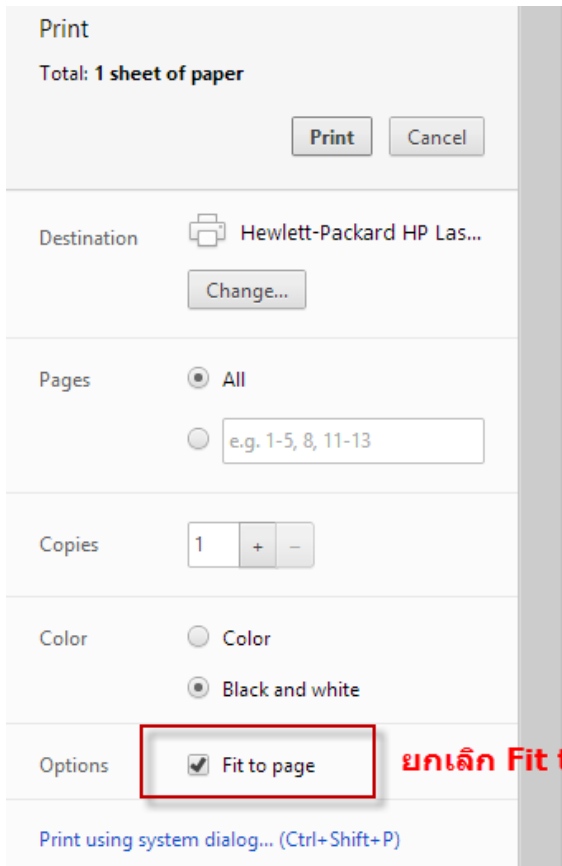 Print
Total: 1 sheet of paper
Print Cancel
Destination Hewlett-Packard HP Las...
Change...
Pages All
e.g. 1-5, 8, 11-13
Copies 1 + −
Color Color
Black and white
Options Fit to page ยกเลิก Fit
Print using system dialog... (Ctrl+Shift+P)